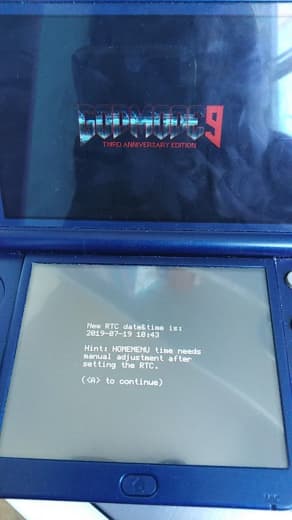 GODMODE9
THIRD ANNIVERSARY EDITION
New RTC date&time is:
2019-07-19 18:43
Hint: HOMEMENU time needs
manual adjustment after
setting the RTC.
(<A> to continue)